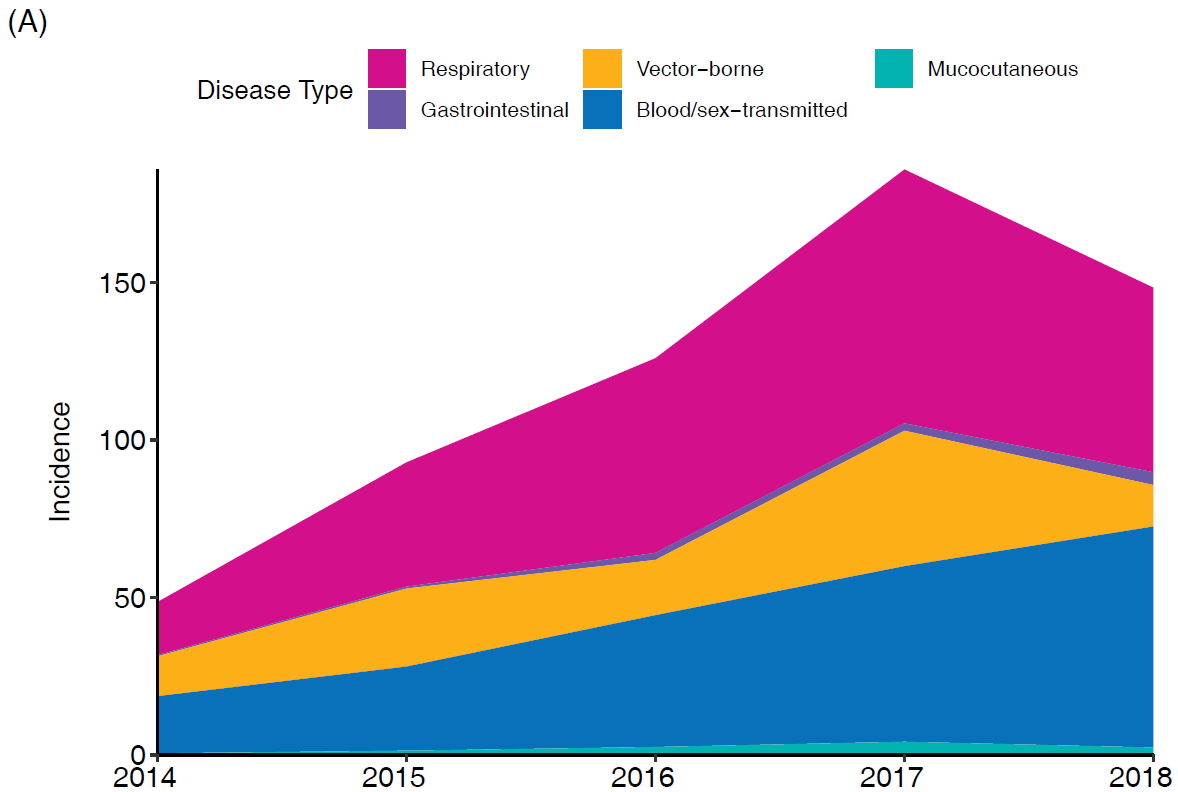 (A)
Disease Type
Respiratory
Vector-borne
Mucocutaneous
Gastrointestinal
Blood/sex-transmitted
150
100
50
0
Incidence
2014
2015
2016
2017
2018